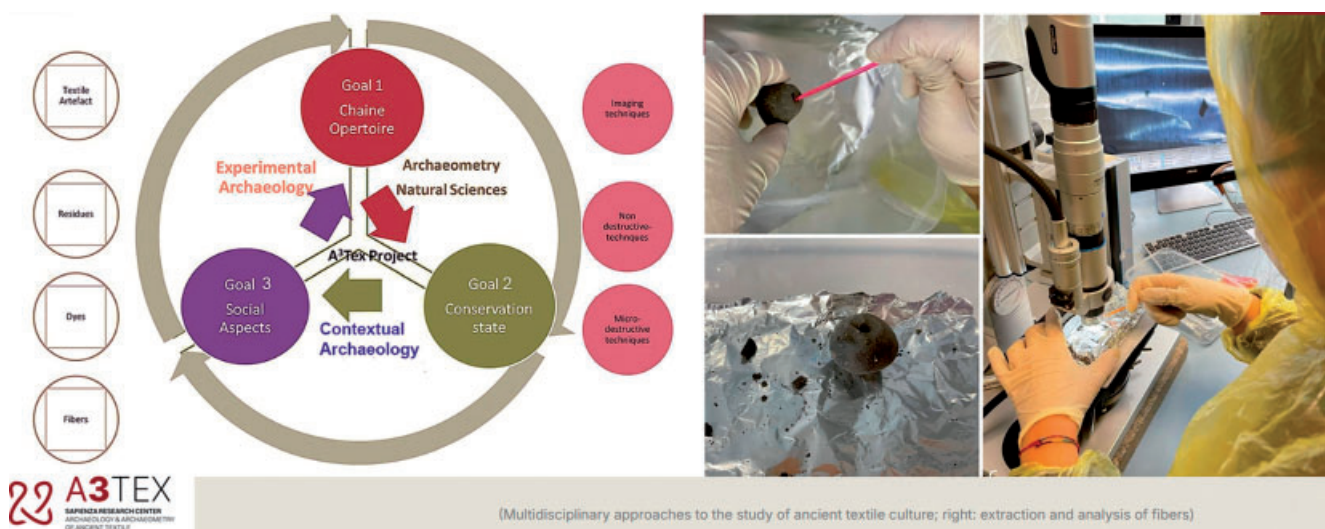 Textile
Artefact
Residues
Dyes
Fibers
Goal 1
Chaine
Opertoire
Experimental
Archaeology
Archaeometry
Natural Sciences
A³Tex Project
Goal 3
Social
Aspects
Goal 2
Conservation
state
Contextual
Archaeology
Imaging
techniques
Non
destructive-
techniques
Micro-
destructive
techniques
A3TEX
SAPIENZA RESEARCH CENTER
ARCHAEOLOGY & ARCHAEOMETRY
OF ANCIENT TEXTILE
(Multidisciplinary approaches to the study of ancient textile culture; right: extraction and analysis of fibers)